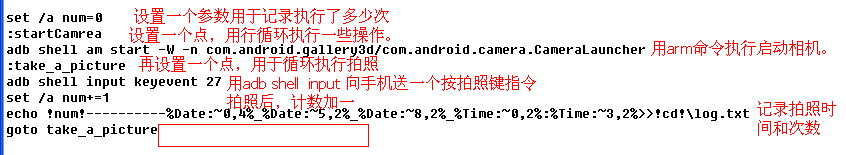 set /a num=0 设置一个参数用于记录执行了多少次
:startCamrea 设置一个点，用行循环执行一些操作。
adb shell am start -W -n com.android.gallery3d/com.android.camera.CameraLauncher 用arm命令执行启动相机。
:take_a_picture 再设置一个点，用于循环执行拍照
adb shell input keyevent 27 用adb shell input 向手机送一个按拍照键指令
set /a num+=1 拍照后，计数加一
echo !num!----------%Date:~0,4%_%Date:~5,2%_%Date:~8,2%_%Time:~0,2%:%Time:~3,2%>>!cd!\log.txt 记录拍照时
间和次数
goto take_a_picture